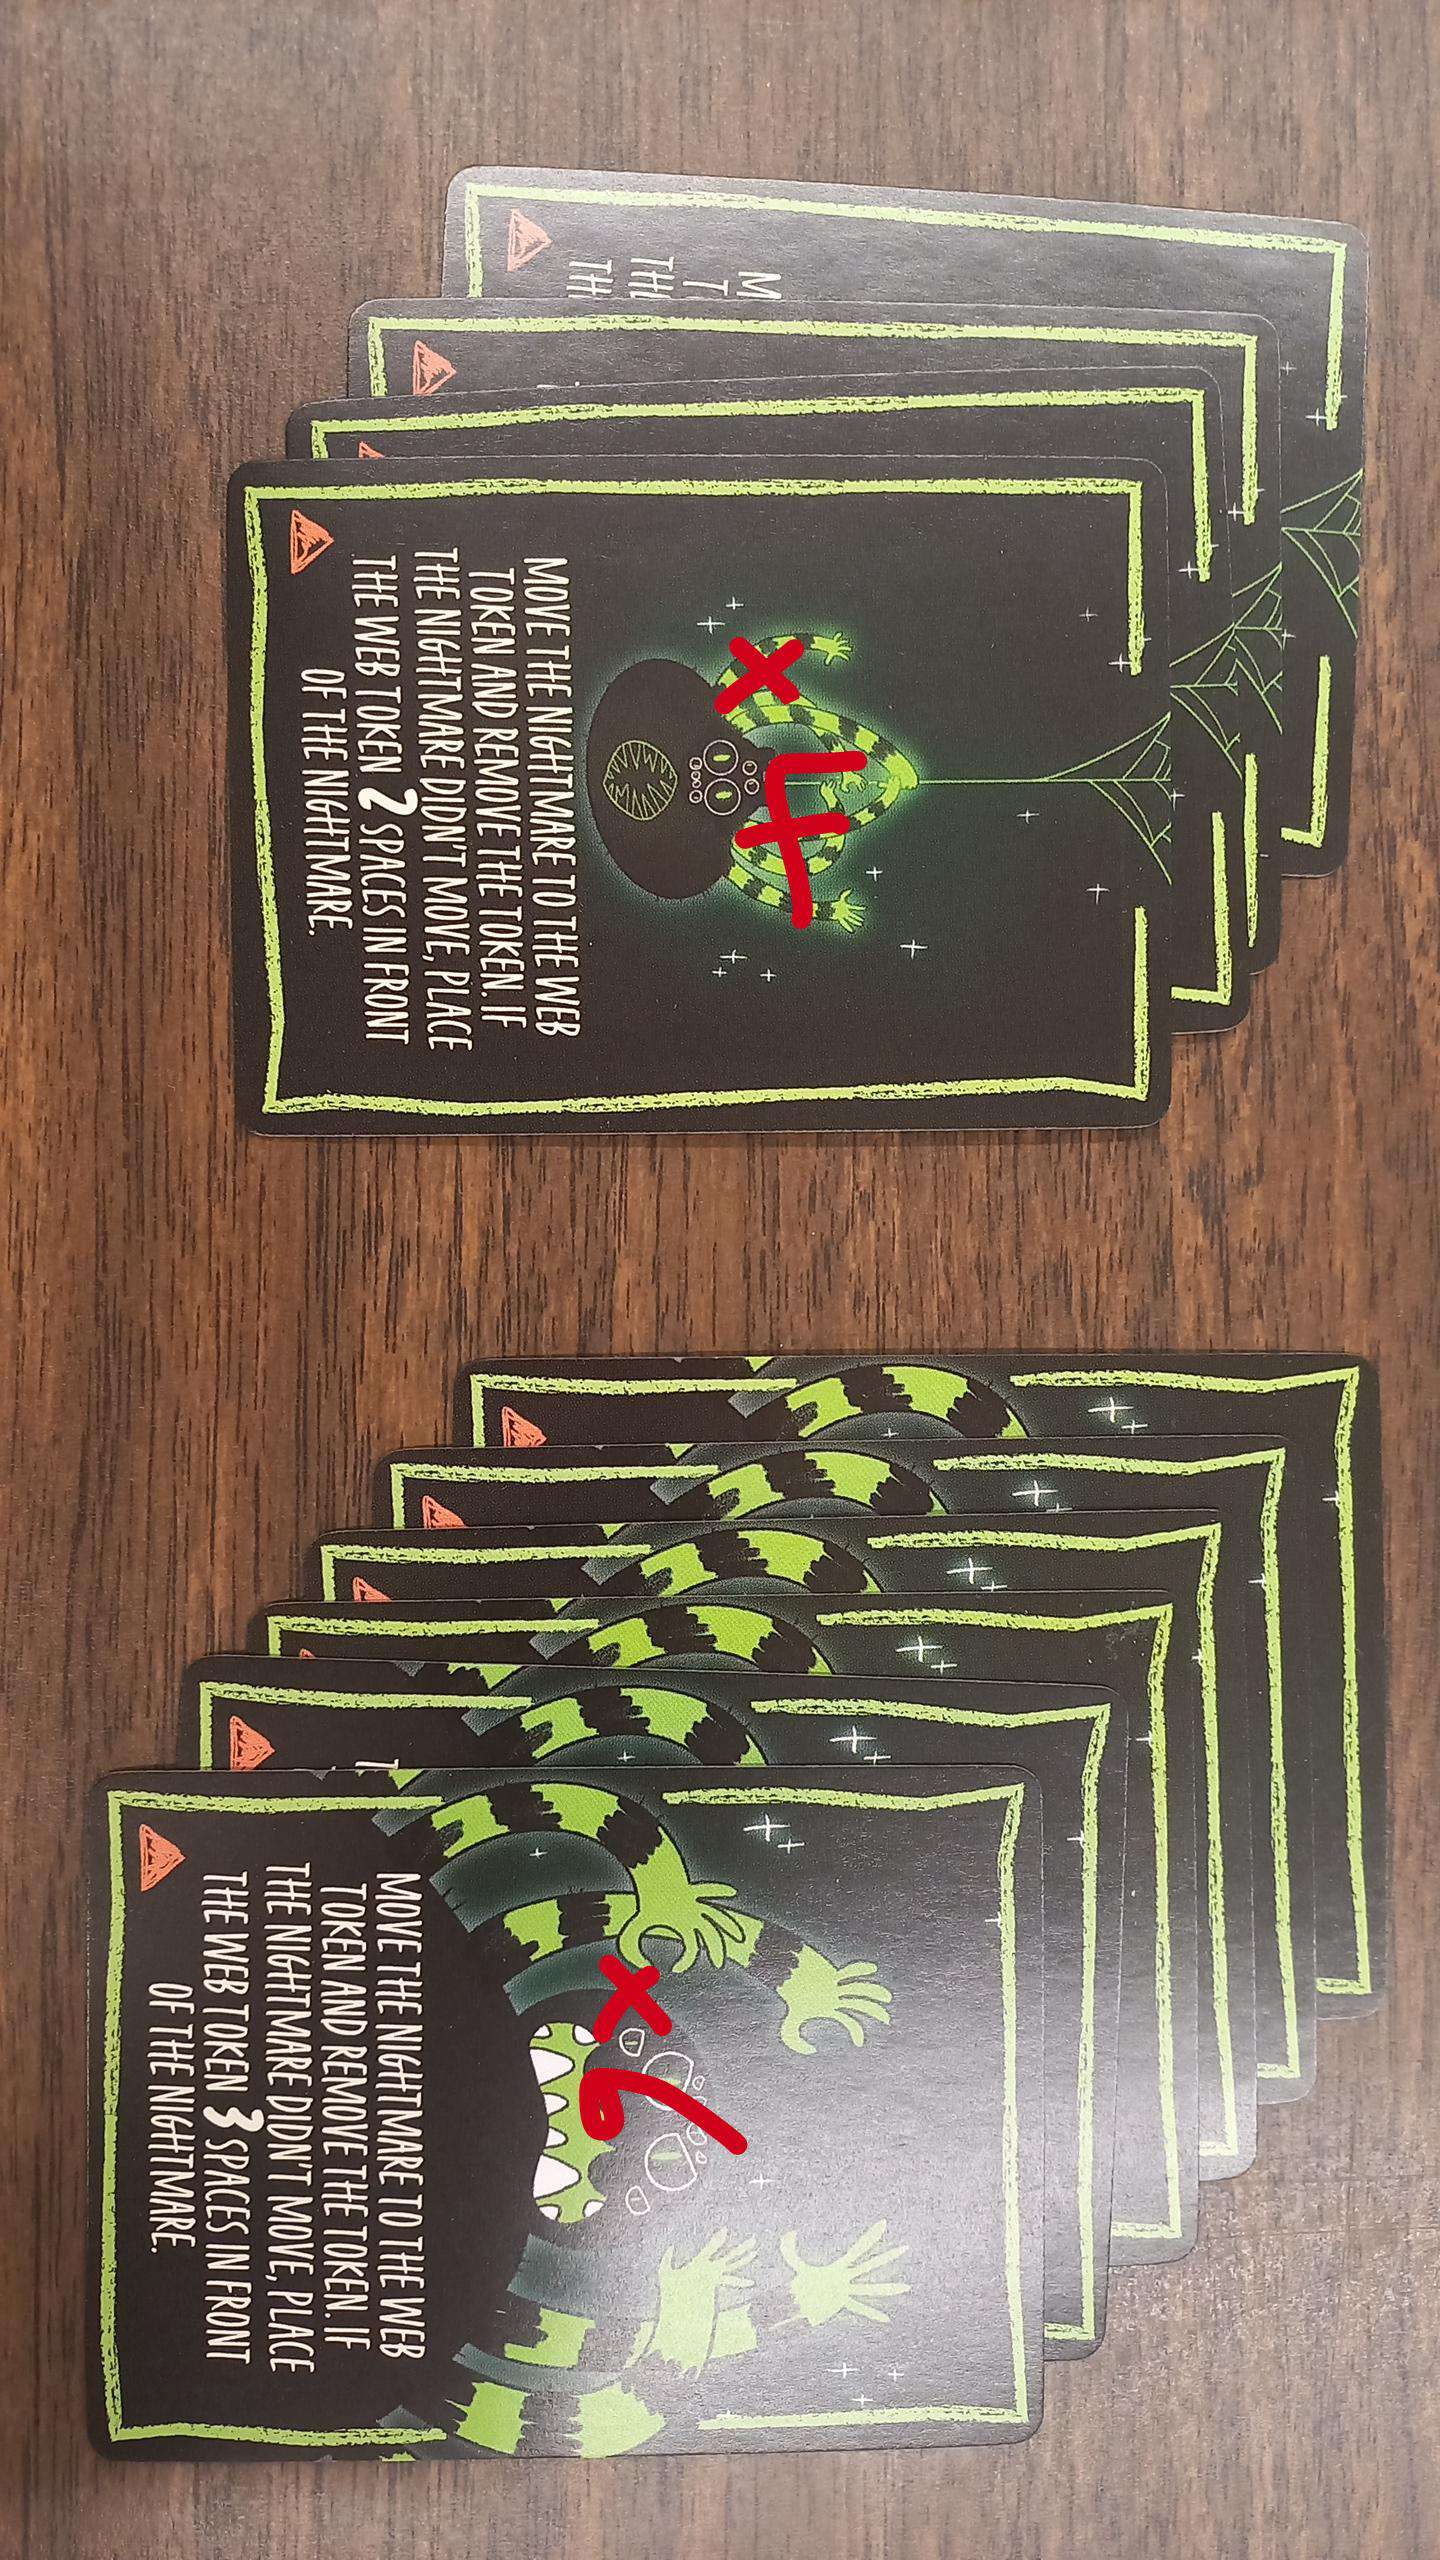 M
T
TH
TH
MOVE THE NIGHTMARE TO THE WEB
TOKEN AND REMOVE THE TOKEN. IF
THE NIGHTMARE DIDN'T MOVE, PLACE
THE WEB TOKEN 2 SPACES IN FRONT
OF THE NIGHTMARE.
x4
T
MOVE THE NIGHTMARE TO THE WEB
TOKEN AND REMOVE THE TOKEN. IF
THE NIGHTMARE DIDN'T MOVE, PLACE
THE WEB TOKEN 3 SPACES IN FRONT
OF THE NIGHTMARE.
x6